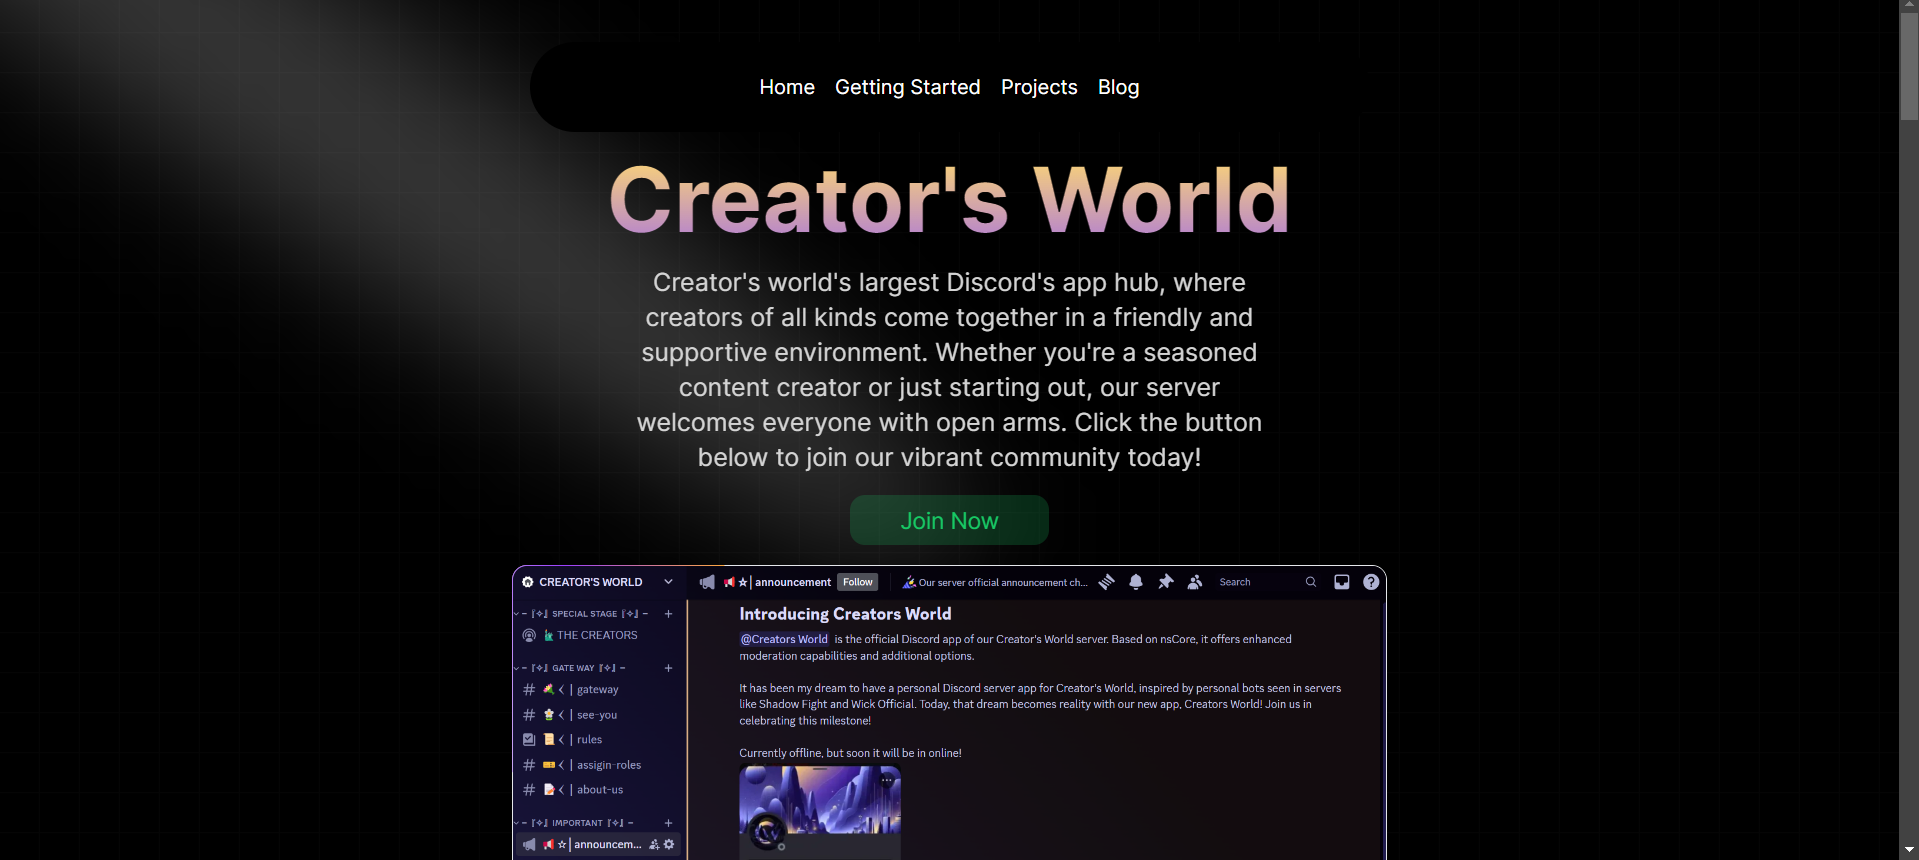 Home Getting Started Projects Blog
Creator's World
Creator's world's largest Discord's app hub, where
creators of all kinds come together in a friendly and
supportive environment. Whether you're a seasoned
content creator or just starting out, our server
welcomes everyone with open arms. Click the button
below to join our vibrant community today!
Join Now
CREATOR'S WORLD
SPECIAL STAGE
THE CREATORS
GATE WAY
gateway
see-you
rules
assigin-roles
about-us
IMPORTANT
announcem...
announcement Follow Our server official announcement ch... Search
Introducing Creators World
@Creators World is the official Discord app of our Creator's World server. Based on nsCore, it offers enhanced
moderation capabilities and additional options.
It has been my dream to have a personal Discord server app for Creator's World, inspired by personal bots seen in servers
like Shadow Fight and Wick Official. Today, that dream becomes reality with our new app, Creators World! Join us in
celebrating this milestone!
Currently offline, but soon it will be in online!